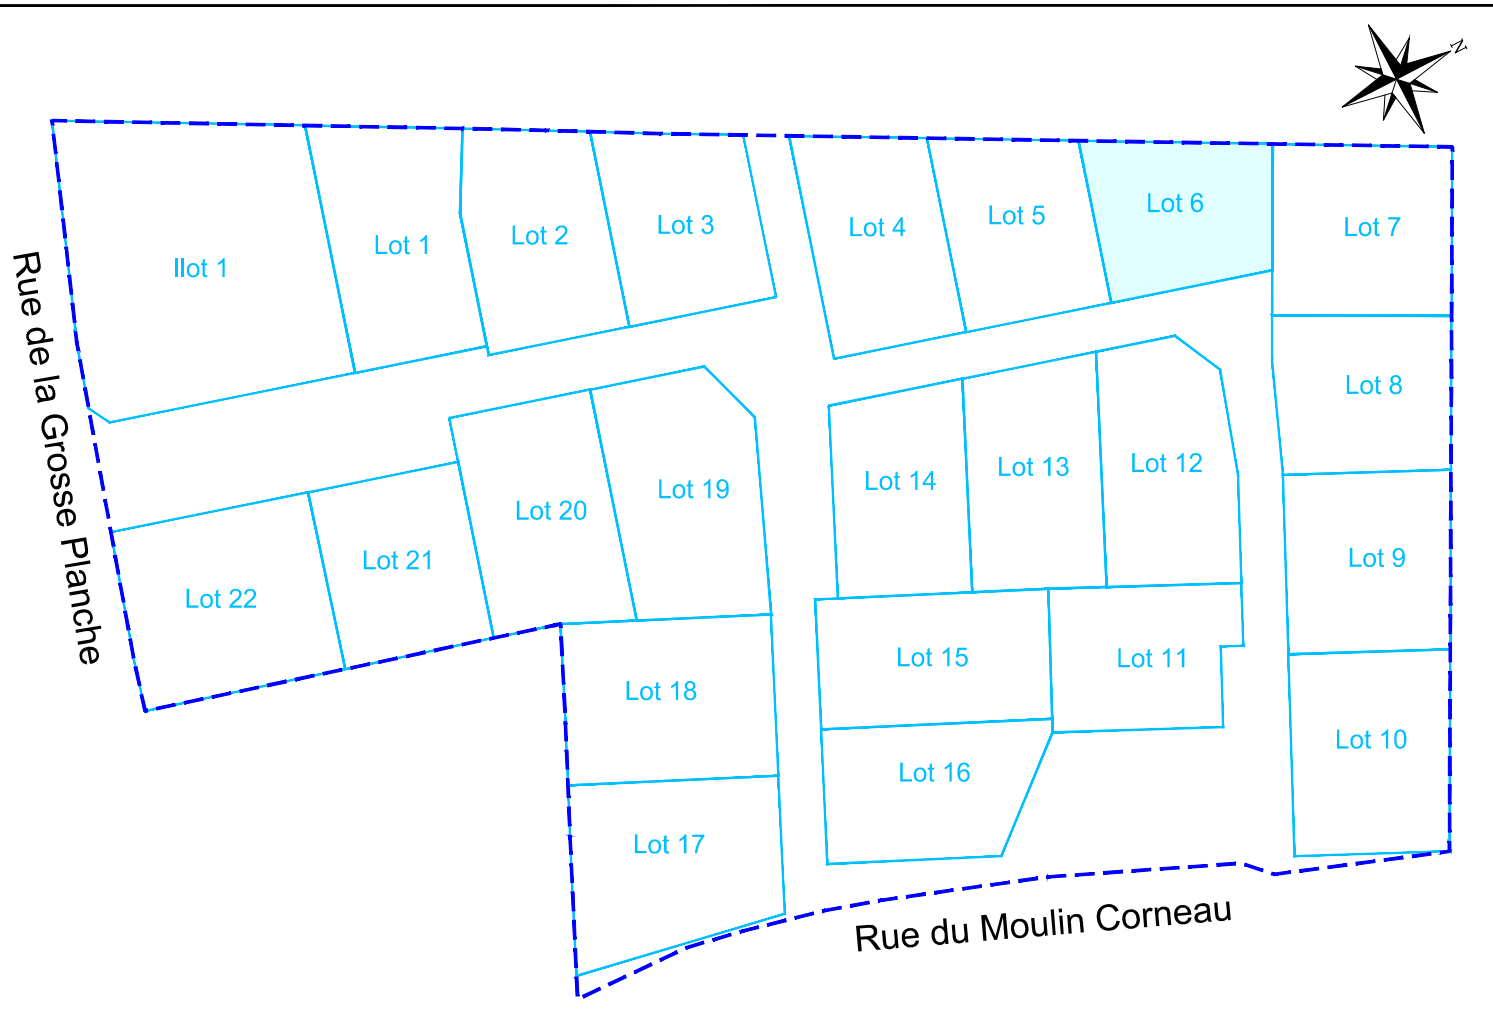 N
Lot 6
Lot 5
Lot 4
Lot 3
Lot 2
Lot 1
Ilot 1
Lot 7
Rue de la Grosse Planche
Lot 8
Lot 12
Lot 13
Lot 14
Lot 19
Lot 20
Lot 21
Lot 22
Lot 9
Lot 11
Lot 15
Lot 18
Lot 10
Lot 16
Lot 17
Rue du Moulin Corneau